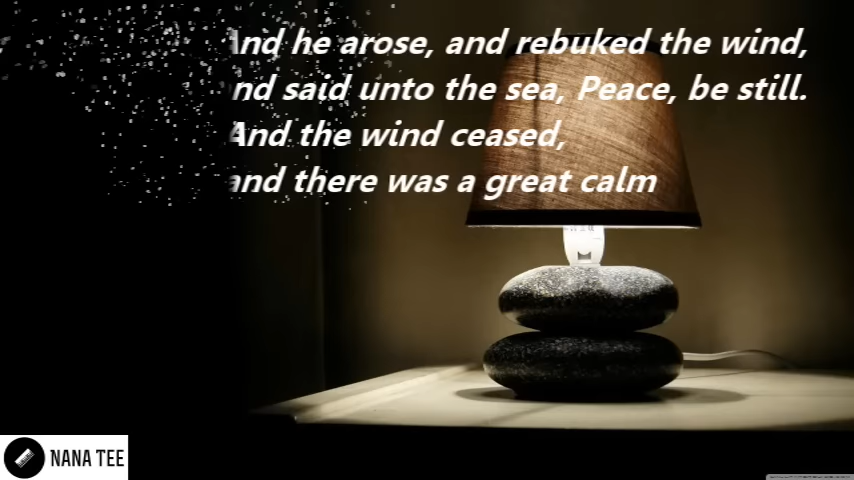 And he arose, and rebuked the wind,
and said unto the sea, Peace, be still.
And the wind ceased,
and there was a great calm
NANA TEE